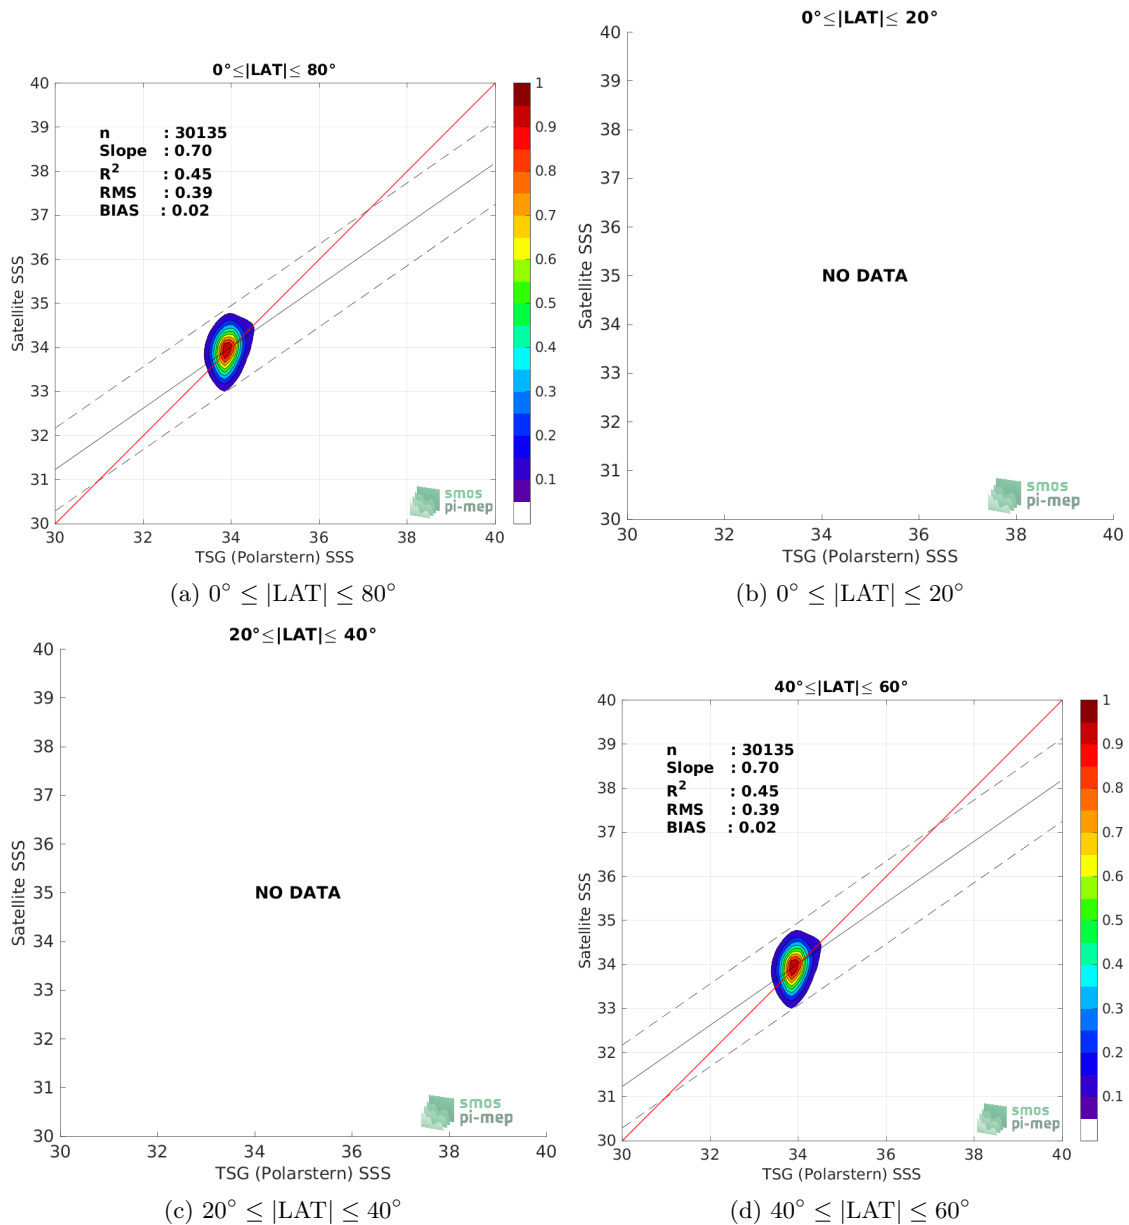 0°≤|LAT|≤ 80°
40
39
38
37
36
35
34
33
32
31
30
Satellite SSS
n : 30135
Slope : 0.70
R² : 0.45
RMS : 0.39
BIAS : 0.02
1
0.9
0.8
0.7
0.6
0.5
0.4
0.3
0.2
0.1
smos
pi-mep
30 32 34 36 38 40
TSG (Polarstern) SSS
(a) 0° ≤ |LAT| ≤ 80°
0°≤|LAT|≤ 20°
40
39
38
37
36
35
34
33
32
31
30
Satellite SSS
NO DATA
smos
pi-mep
30 32 34 36 38 40
TSG (Polarstern) SSS
(b) 0° ≤ |LAT| ≤ 20°
20°≤|LAT|≤ 40°
40
39
38
37
36
35
34
33
32
31
30
Satellite SSS
NO DATA
smos
pi-mep
30 32 34 36 38 40
TSG (Polarstern) SSS
(c) 20° ≤ |LAT| ≤ 40°
40°≤|LAT|≤ 60°
40
39
38
37
36
35
34
33
32
31
30
Satellite SSS
n : 30135
Slope : 0.70
R² : 0.45
RMS : 0.39
BIAS : 0.02
1
0.9
0.8
0.7
0.6
0.5
0.4
0.3
0.2
0.1
smos
pi-mep
30 32 34 36 38 40
TSG (Polarstern) SSS
(d) 40° ≤ |LAT| ≤ 60°